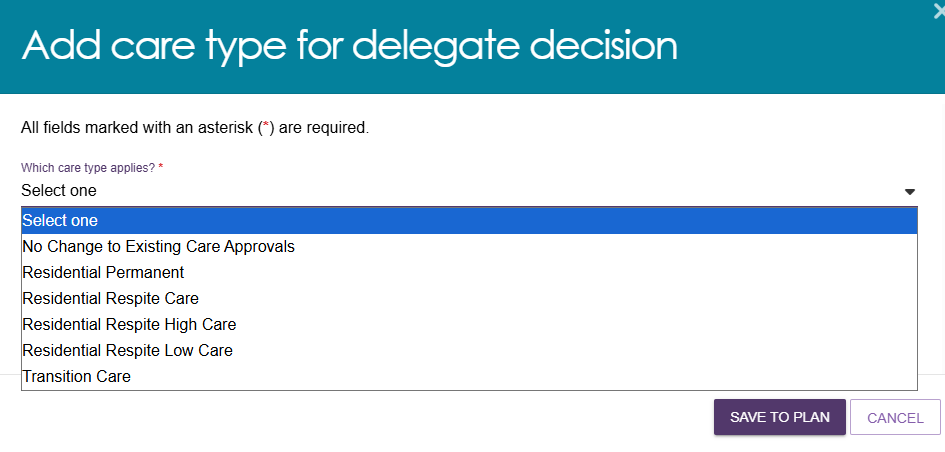 Add care type for delegate decision
All fields marked with an asterisk (*) are required.
Which care type applies? *
Select one
Select one
No Change to Existing Care Approvals
Residential Permanent
Residential Respite Care
Residential Respite High Care
Residential Respite Low Care
Transition Care
SAVE TO PLAN CANCEL